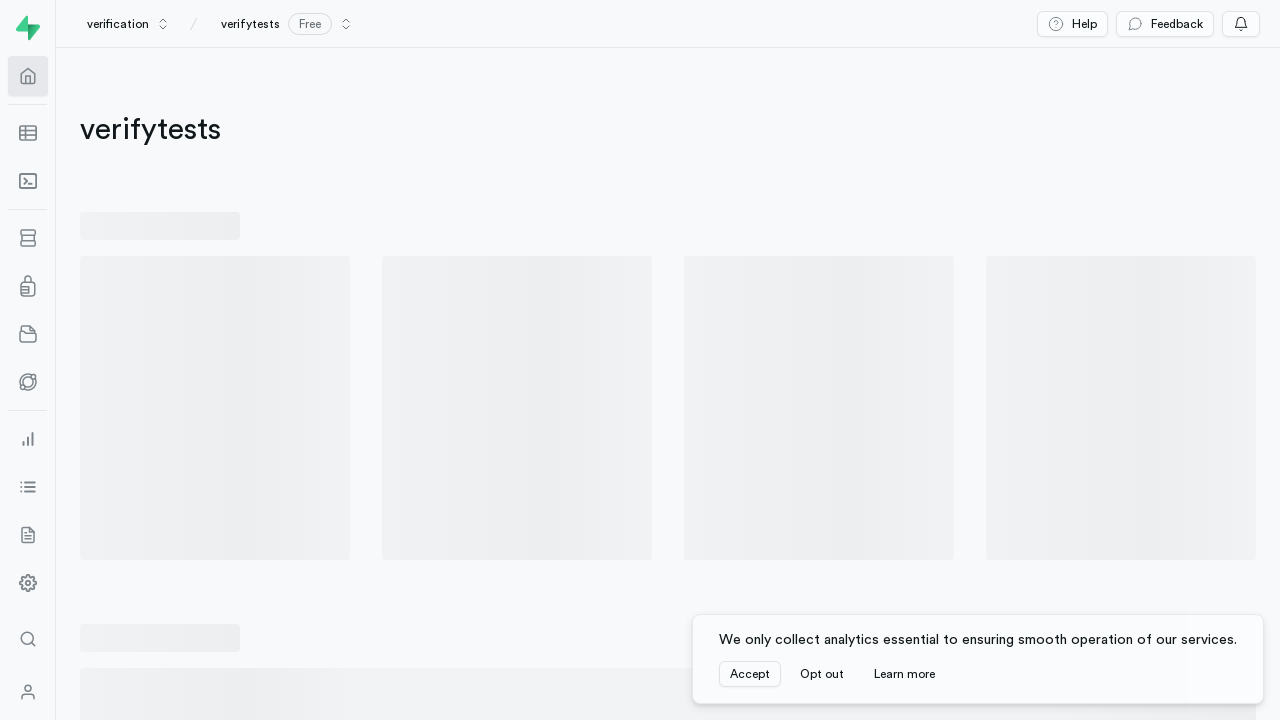 verification / verifytests Free
Help
Feedback
verifytests
We only collect analytics essential to ensuring smooth operation of our services.
Accept
Opt out
Learn more